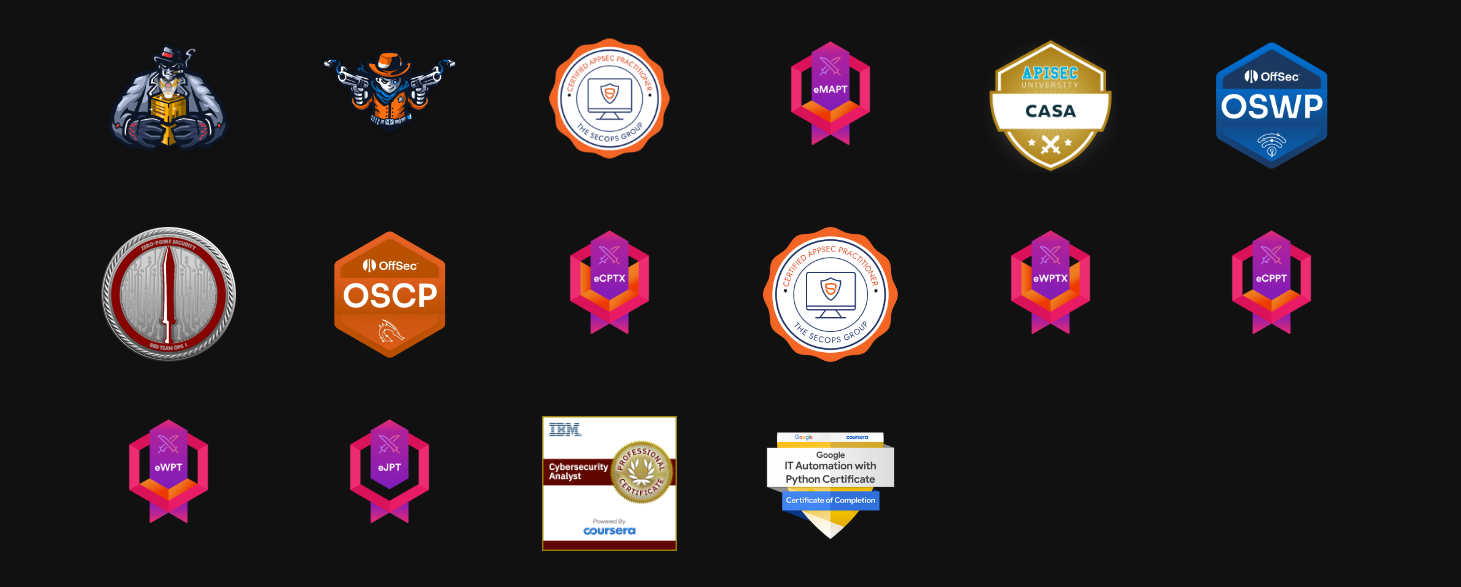 CERTIFIED APPSEC PRACTITIONER
THE SECOPS GROUP
eMAPT
APISEC
UNIVERSITY
CASA
OffSec
OSWP
ZERO-POINT SECURITY
RED TEAM OPS 1
OffSec
OSCP
eCPTX
CERTIFIED APPSEC PRACTITIONER
THE SECOPS GROUP
eWPTX
eCPPT
eWPT
eJPT
IBM
Cybersecurity
Analyst
PROFESSIONAL
CERTIFICATE
Powered By
coursera
Google coursera
Google
IT Automation with
Python Certificate
Certificate of Completion